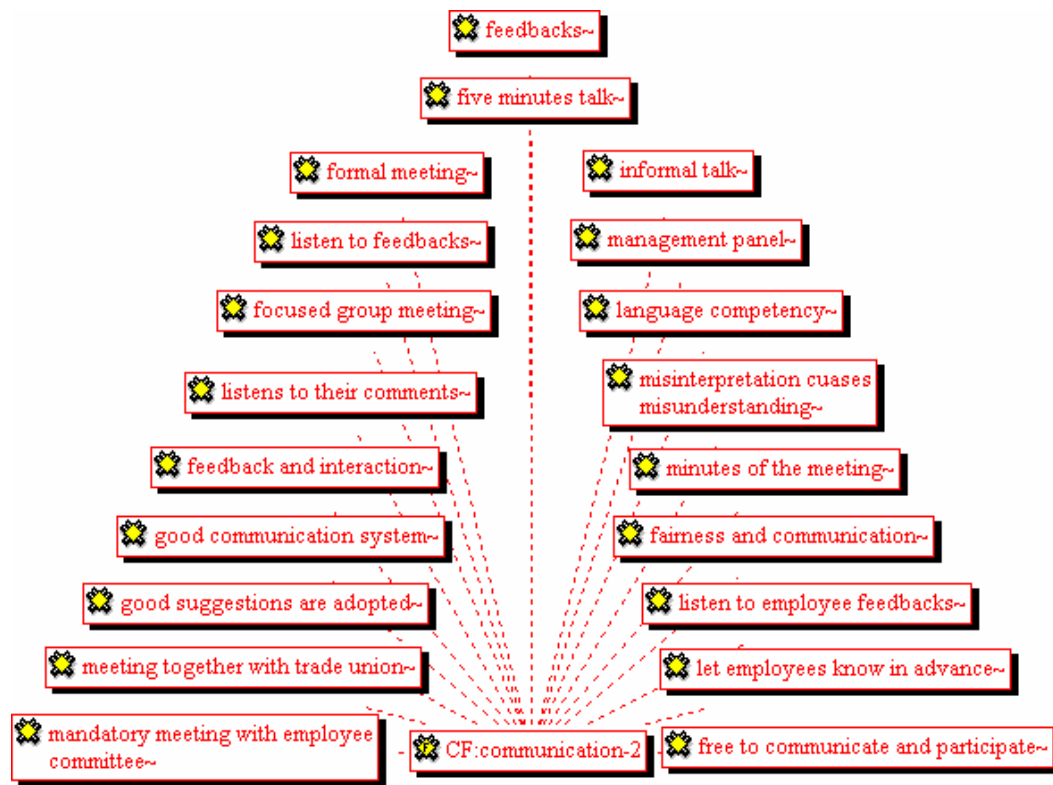 feedbacks~
five minutes talk~
formal meeting~
informal talk~
listen to feedbacks~
management panel~
focused group meeting~
language competency~
listens to their comments~
misinterpretation cuases
misunderstanding~
feedback and interaction~
minutes of the meeting~
good communication system~
fairness and communication~
good suggestions are adopted~
listen to employee feedbacks~
meeting together with trade union~
let employees know in advance~
mandatory meeting with employee
committee~
F CF:communication-2
free to communicate and participate~